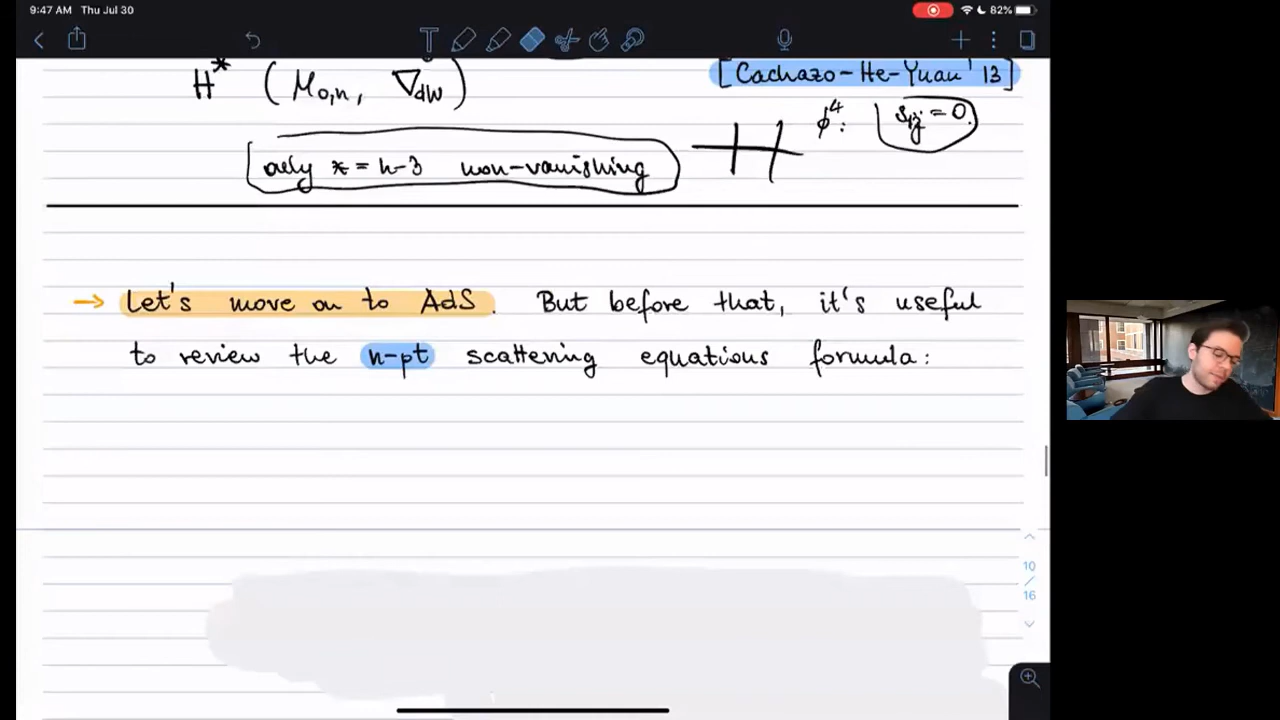 9:47 AM Thu Jul 30
82%
H* (M0,n, ∇dW)
[Cachazo-He-Yuan '13]
ϕ⁴: sij = 0
only * = n-3 non-vanishing
→ Let's move on to AdS. But before that, it's useful
to review the n-pt scattering equations formula:
10
/
16